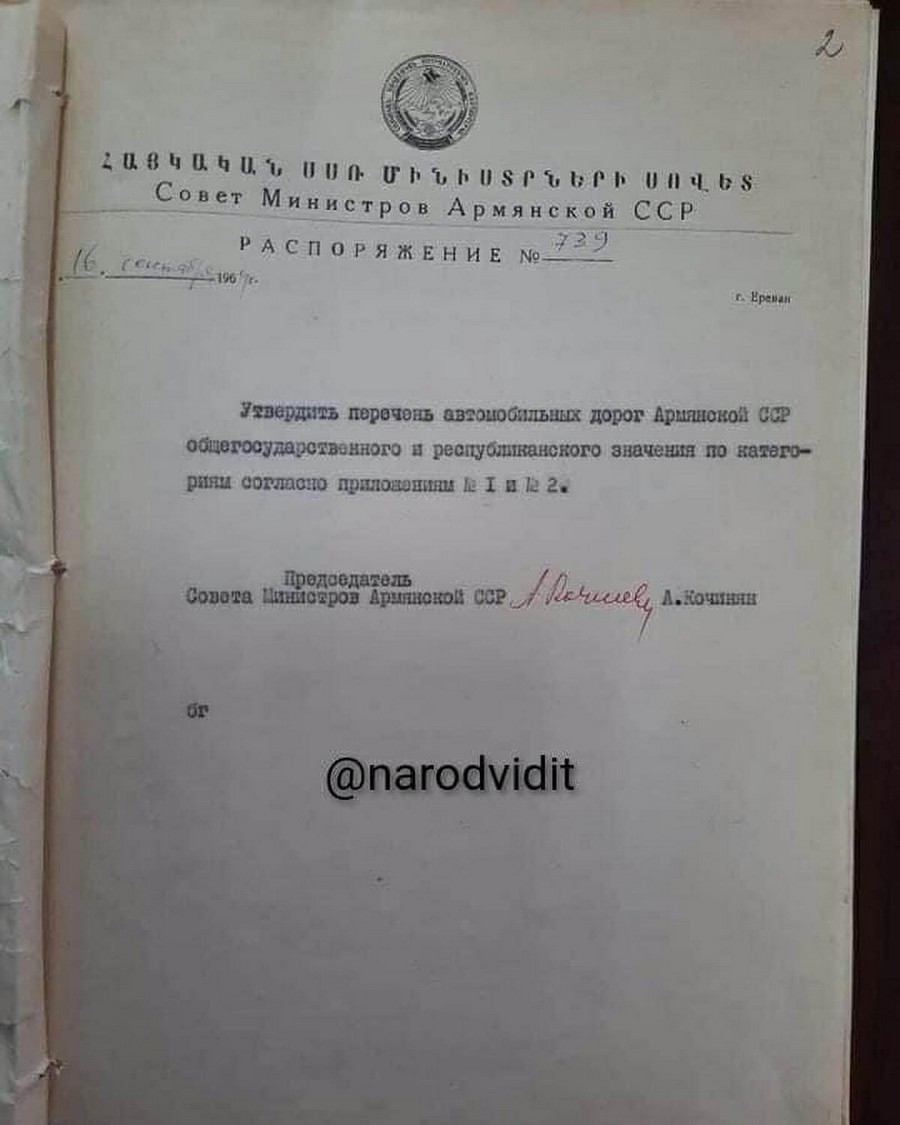 2
ՀԱՅԿԱԿԱՆ ՍՍՌ ՄԻՆԻՍՏՐՆԵՐԻ ՍՈՎԵՏ
Совет Министров Армянской ССР
РАСПОРЯЖЕНИЕ № 739
16. сентября 1964г.
г. Ереван
Утвердить перечень автомобильных дорог Армянской ССР
общегосударственного и республиканского значения по катего-
риям согласно приложениям № I и № 2.
Председатель
Совета Министров Армянской ССР А.Кочинян
бг
@narodvidit